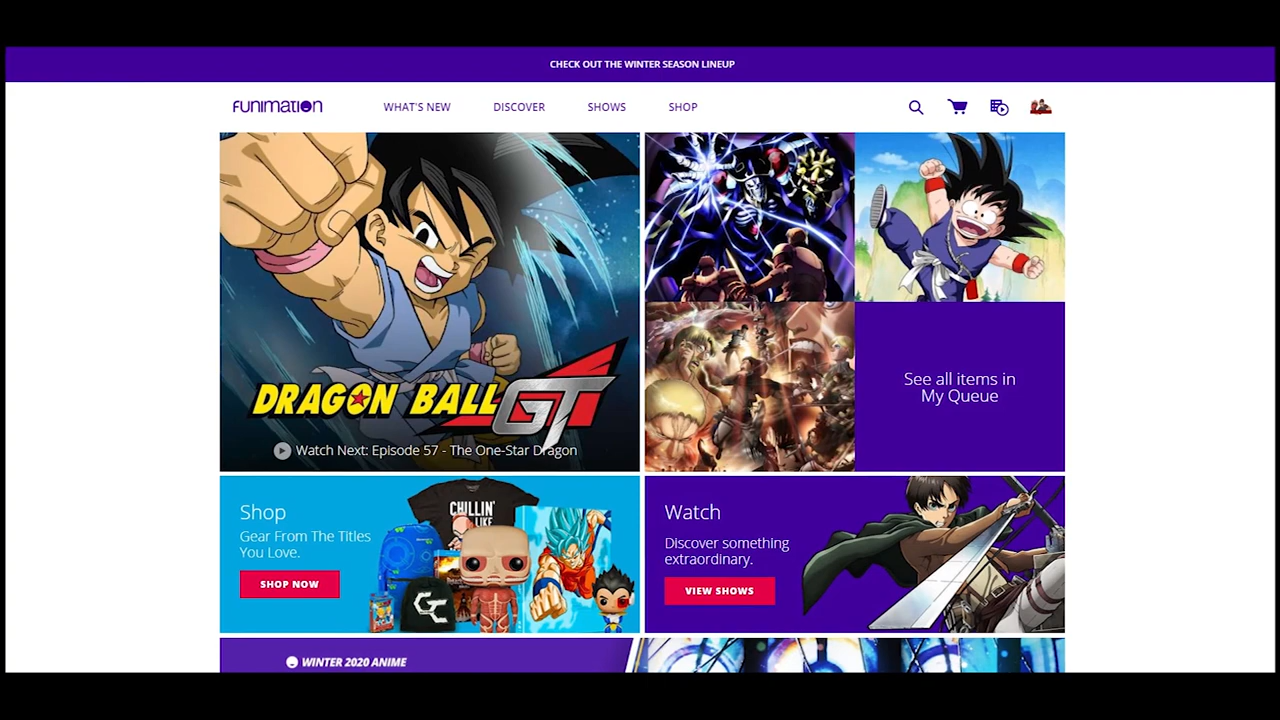 CHECK OUT THE WINTER SEASON LINEUP
FUNIMATION
WHAT'S NEW
DISCOVER
SHOWS
SHOP
DRAGON BALL GT
Watch Next: Episode 57 - The One-Star Dragon
See all items in
My Queue
Shop
Gear From The Titles
You Love.
SHOP NOW
CHILLIN'
LIKE
Watch
Discover something
extraordinary.
VIEW SHOWS
WINTER 2020 ANIME